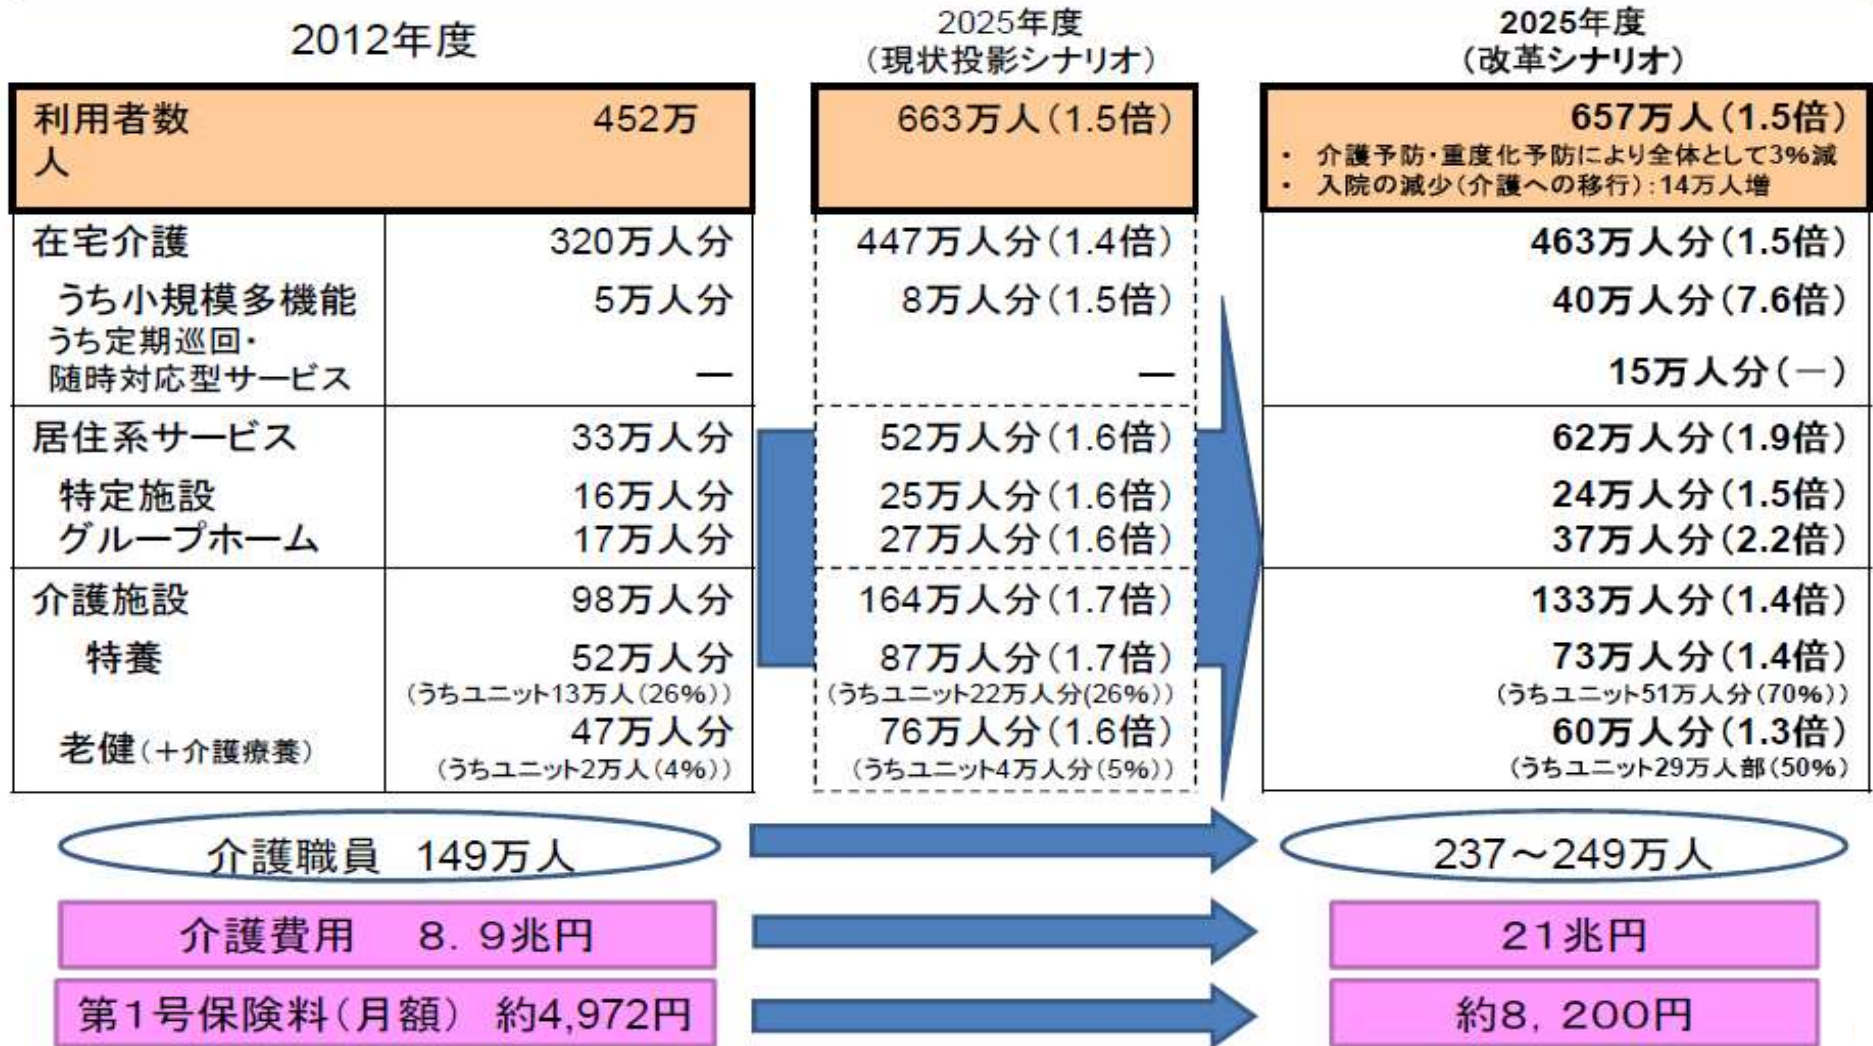 2012年度
2025年度
（現状投影シナリオ）
2025年度
（改革シナリオ）
利用者数 452万
人
663万人（1.5倍）
657万人（1.5倍）
・ 介護予防・重度化予防により全体として3%減
・ 入院の減少（介護への移行）：14万人増
在宅介護 320万人分 447万人分（1.4倍） 463万人分（1.5倍）
うち小規模多機能 5万人分 8万人分（1.5倍） 40万人分（7.6倍）
うち定期巡回・
随時対応型サービス ― ― 15万人分（―）
居住系サービス 33万人分 52万人分（1.6倍） 62万人分（1.9倍）
特定施設 16万人分 25万人分（1.6倍） 24万人分（1.5倍）
グループホーム 17万人分 27万人分（1.6倍） 37万人分（2.2倍）
介護施設 98万人分 164万人分（1.7倍） 133万人分（1.4倍）
特養 52万人分 87万人分（1.7倍） 73万人分（1.4倍）
（うちユニット13万人（26%）） （うちユニット22万人分(26%)） （うちユニット51万人分（70%））
老健（＋介護療養） 47万人分 76万人分（1.6倍） 60万人分（1.3倍）
（うちユニット2万人（4%）） （うちユニット4万人分（5%）） （うちユニット29万人部（50%）
介護職員 149万人 237～249万人
介護費用 ８．９兆円 ２１兆円
第１号保険料（月額） 約4,972円 約８，２００円